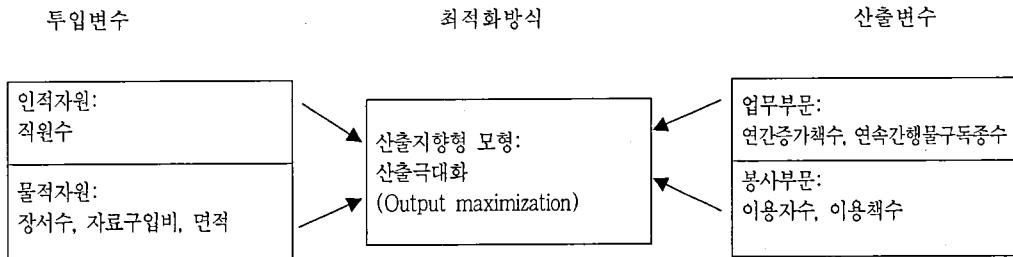 투입변수
최적화방식
산출변수
인적자원:
직원수
물적자원:
장서수, 자료구입비, 면적
산출지향형 모형:
산출극대화
(Output maximization)
업무부문:
연간증가책수, 연속간행물구독종수
봉사부문:
이용자수, 이용책수